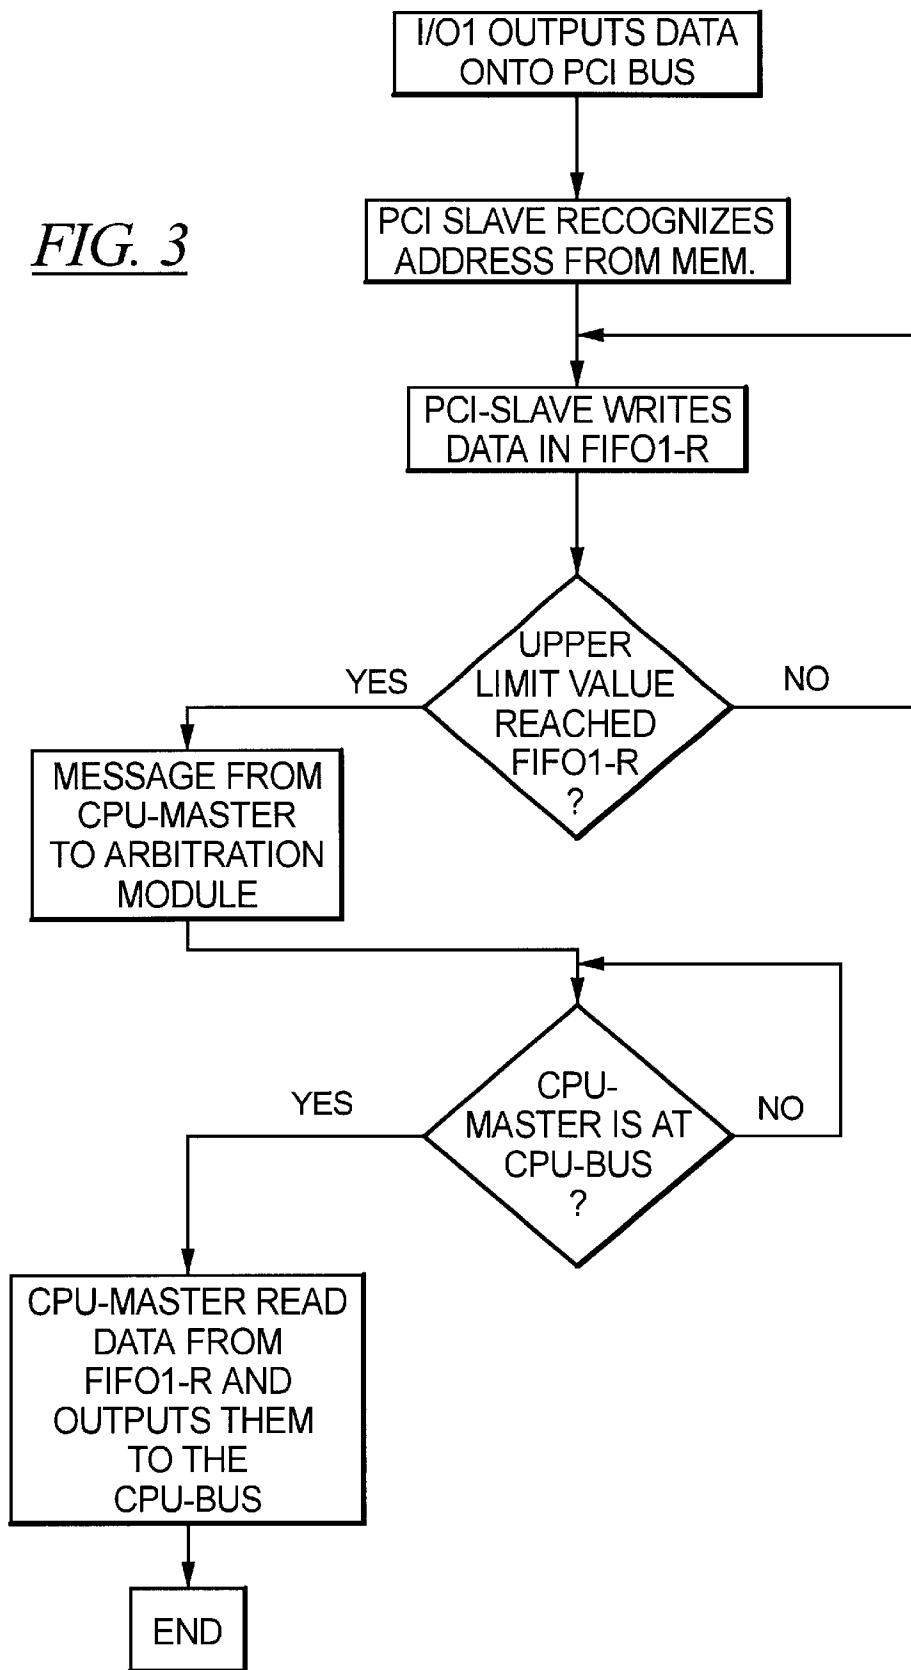 I/O1 OUTPUTS DATA
ONTO PCI BUS
FIG. 3
PCI SLAVE RECOGNIZES
ADDRESS FROM MEM.
PCI-SLAVE WRITES
DATA IN FIFO1-R
UPPER
LIMIT VALUE
REACHED
FIFO1-R
?
YES
NO
MESSAGE FROM
CPU-MASTER
TO ARBITRATION
MODULE
CPU-
MASTER IS AT
CPU-BUS
?
YES
NO
CPU-MASTER READ
DATA FROM
FIFO1-R AND
OUTPUTS THEM
TO THE
CPU-BUS
END